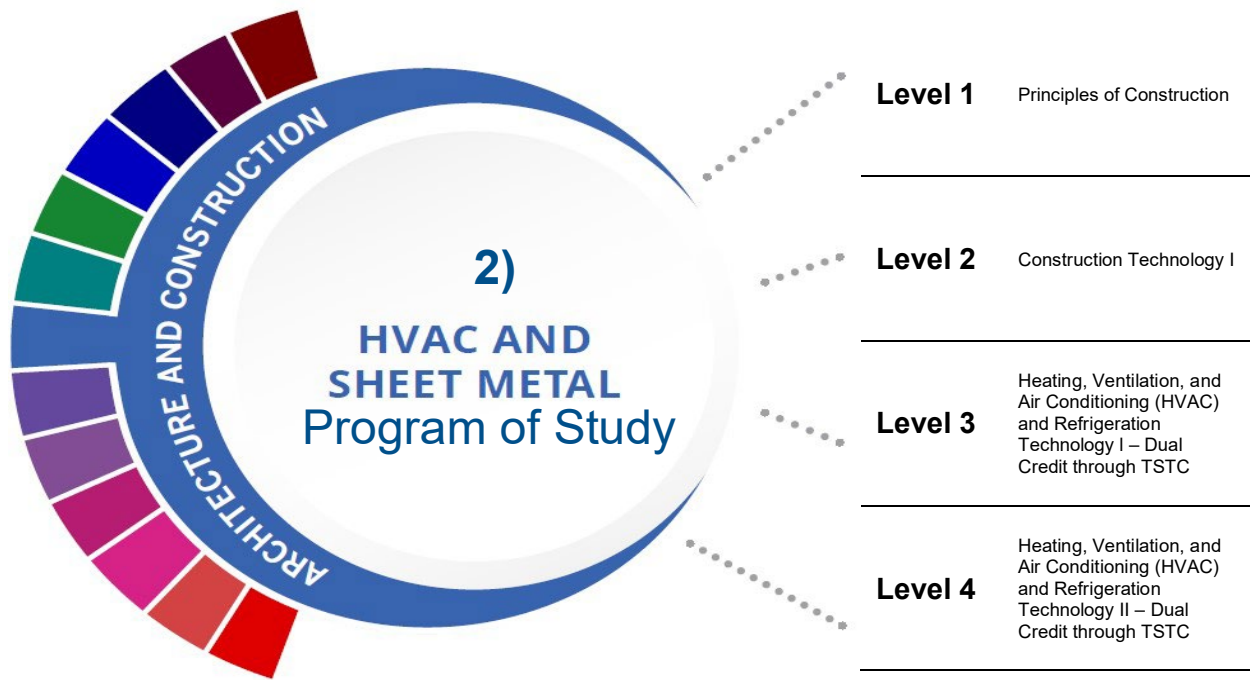 ARCHITECTURE AND CONSTRUCTION
2)
HVAC AND
SHEET METAL
Program of Study
Level 1
Principles of Construction
Level 2
Construction Technology I
Level 3
Heating, Ventilation, and
Air Conditioning (HVAC)
and Refrigeration
Technology I – Dual
Credit through TSTC
Level 4
Heating, Ventilation, and
Air Conditioning (HVAC)
and Refrigeration
Technology II – Dual
Credit through TSTC